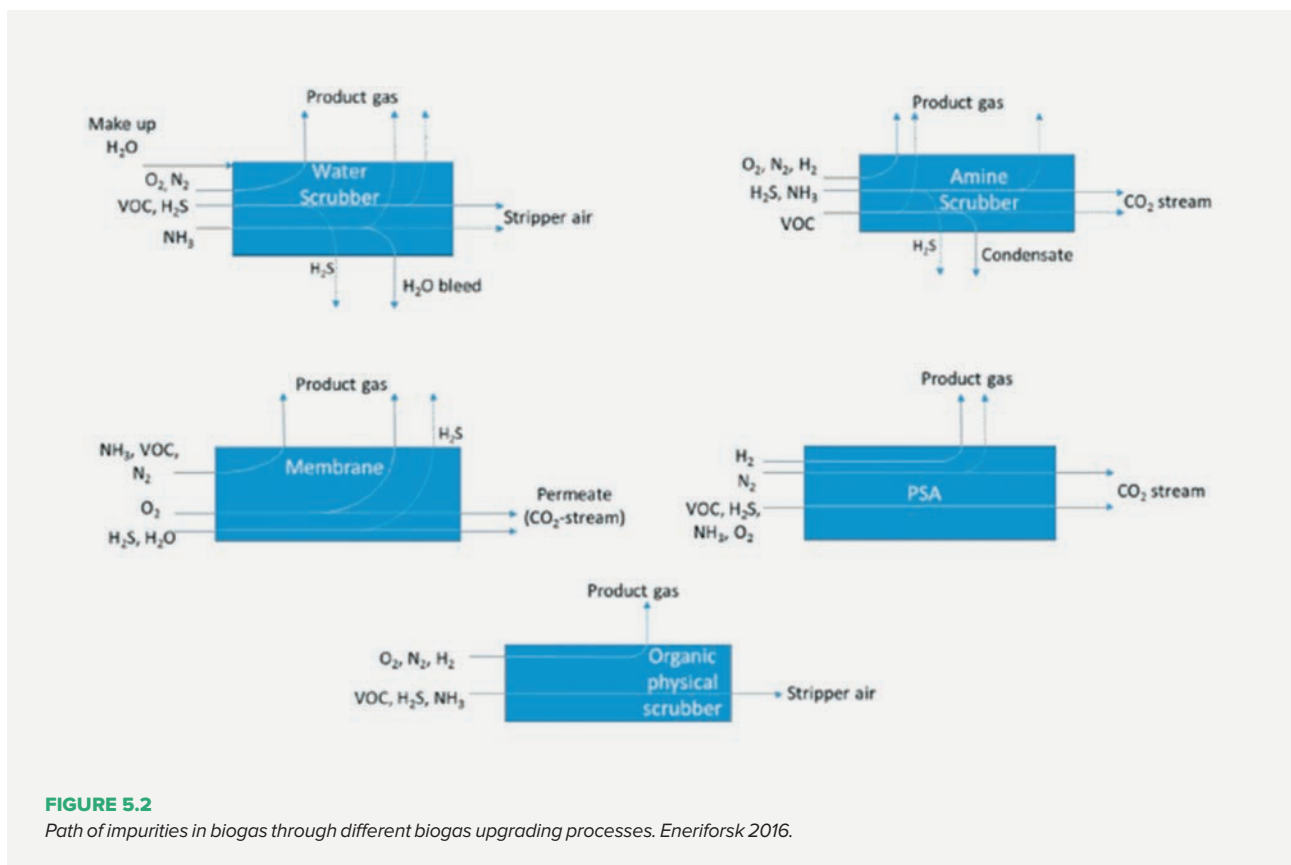 Product gas
Make up
H₂O
O₂, N₂
VOC, H₂S
NH₃
Water
Scrubber
Stripper air
H₂S
H₂O bleed
Product gas
O₂, N₂, H₂
H₂S, NH₃
VOC
Amine
Scrubber
CO₂ stream
H₂S
Condensate
Product gas
H₂S
NH₃, VOC,
N₂
O₂
H₂S, H₂O
Membrane
Permeate
(CO₂-stream)
Product gas
H₂
N₂
VOC, H₂S,
NH₃, O₂
PSA
CO₂ stream
Product gas
O₂, N₂, H₂
VOC, H₂S, NH₃
Organic
physical
scrubber
Stripper air
FIGURE 5.2
Path of impurities in biogas through different biogas upgrading processes. Eneriforsk 2016.